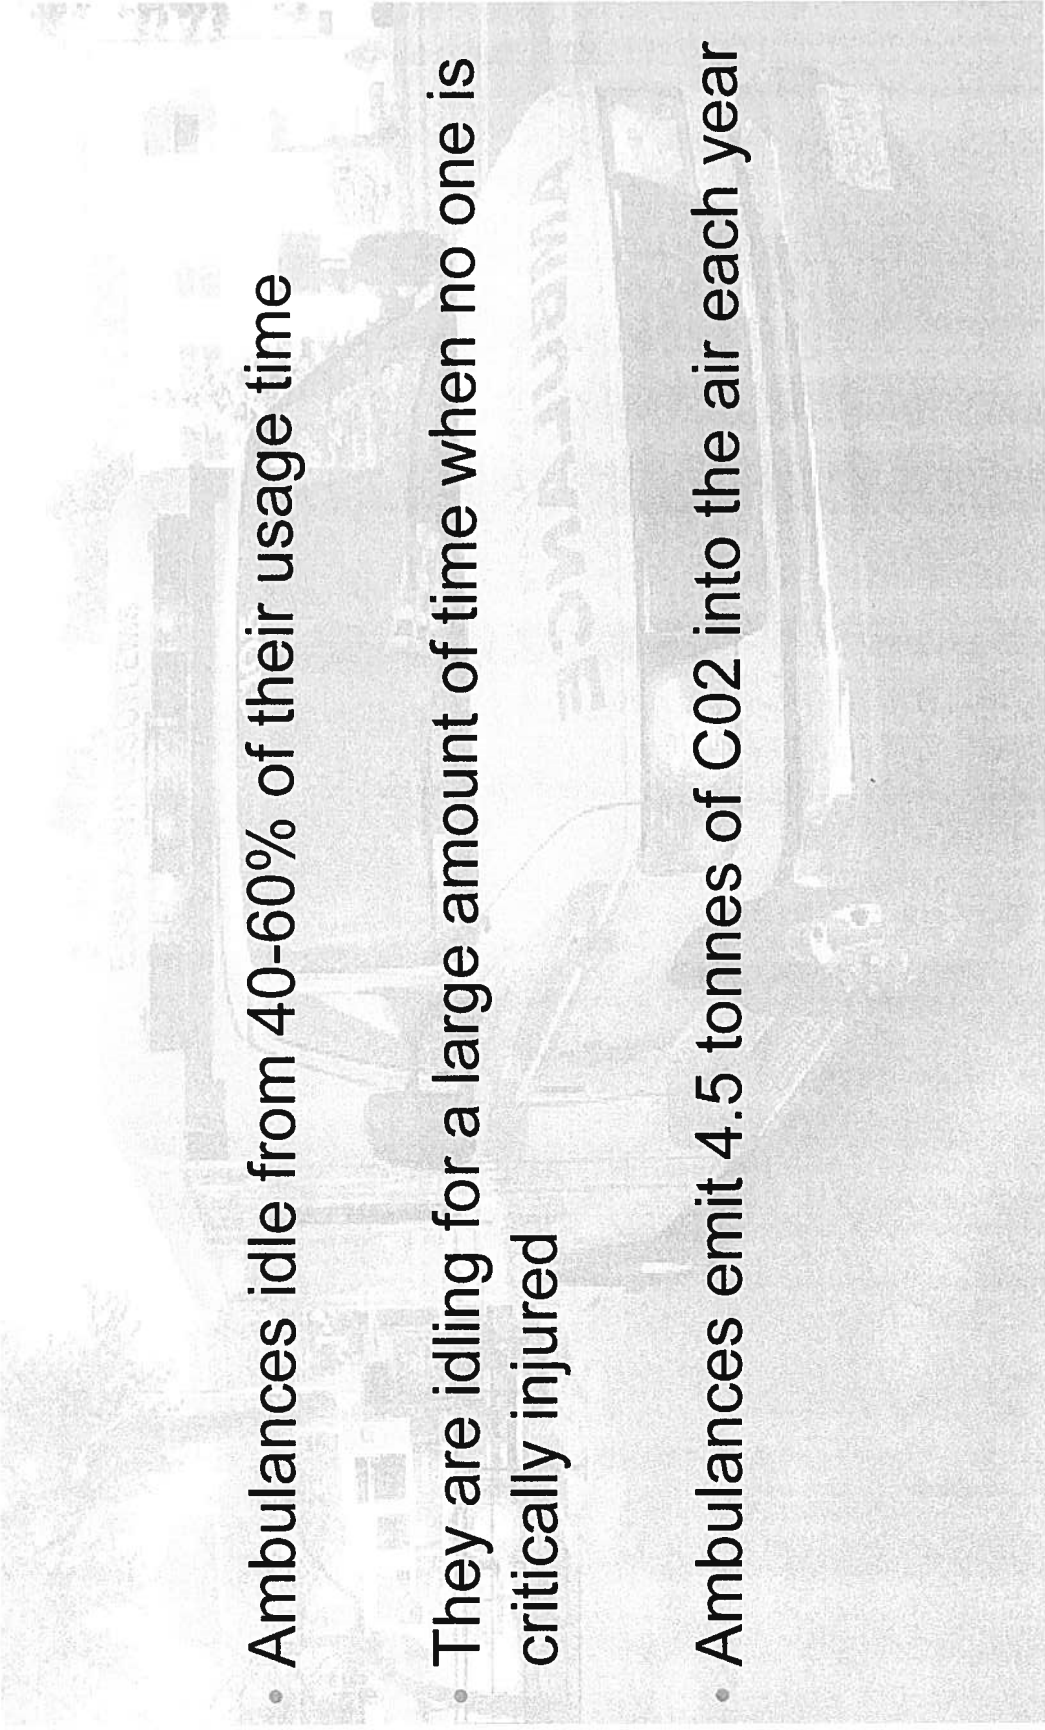 • Ambulances idle from 40-60% of their usage time
• They are idling for a large amount of time when no one is
critically injured
• Ambulances emit 4.5 tonnes of C02 into the air each year
AMBULANCE